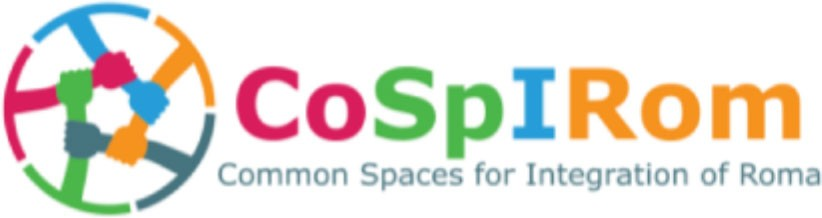 CoSpIRom
Common Spaces for Integration of Roma